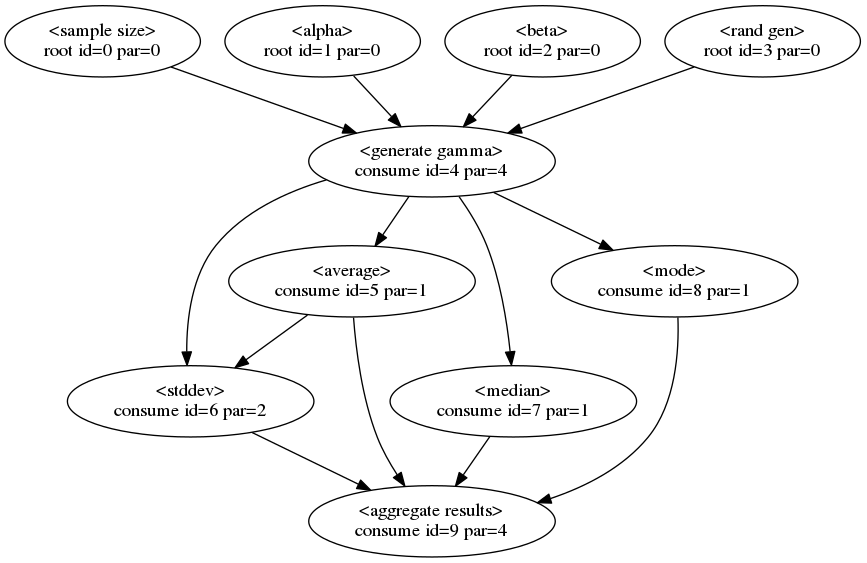 <sample size>
root id=0 par=0
<alpha>
root id=1 par=0
<beta>
root id=2 par=0
<rand gen>
root id=3 par=0
<generate gamma>
consume id=4 par=4
<average>
consume id=5 par=1
<mode>
consume id=8 par=1
<stddev>
consume id=6 par=2
<median>
consume id=7 par=1
<aggregate results>
consume id=9 par=4